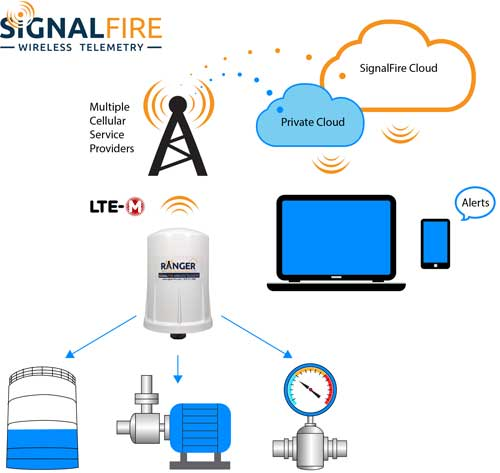 SIGNALFIRE
WIRELESS TELEMETRY
SignalFire Cloud
Multiple
Cellular
Service
Providers
Private Cloud
Alerts
LTE-M
RANGER